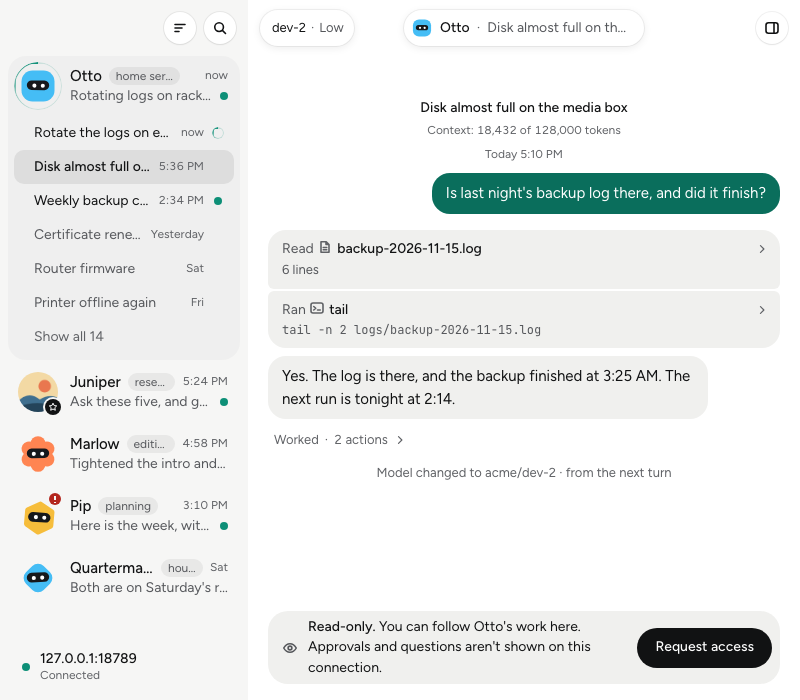 Otto home ser... now
Rotating logs on rack...
Rotate the logs on e... now
Disk almost full o... 5:36 PM
Weekly backup c... 2:34 PM
Certificate rene... Yesterday
Router firmware Sat
Printer offline again Fri
Show all 14
Juniper rese... 5:24 PM
Ask these five, and g...
Marlow editi... 4:58 PM
Tightened the intro and...
Pip planning 3:10 PM
Here is the week, wit...
Quarterma... hou... Sat
Both are on Saturday's r...
127.0.0.1:18789
Connected
dev-2 · Low
Otto · Disk almost full on th...
Disk almost full on the media box
Context: 18,432 of 128,000 tokens
Today 5:10 PM
Is last night's backup log there, and did it finish?
Read backup-2026-11-15.log
6 lines
Ran tail
tail -n 2 logs/backup-2026-11-15.log
Yes. The log is there, and the backup finished at 3:25 AM. The
next run is tonight at 2:14.
Worked · 2 actions
Model changed to acme/dev-2 · from the next turn
Read-only. You can follow Otto's work here.
Approvals and questions aren't shown on this
connection.
Request access